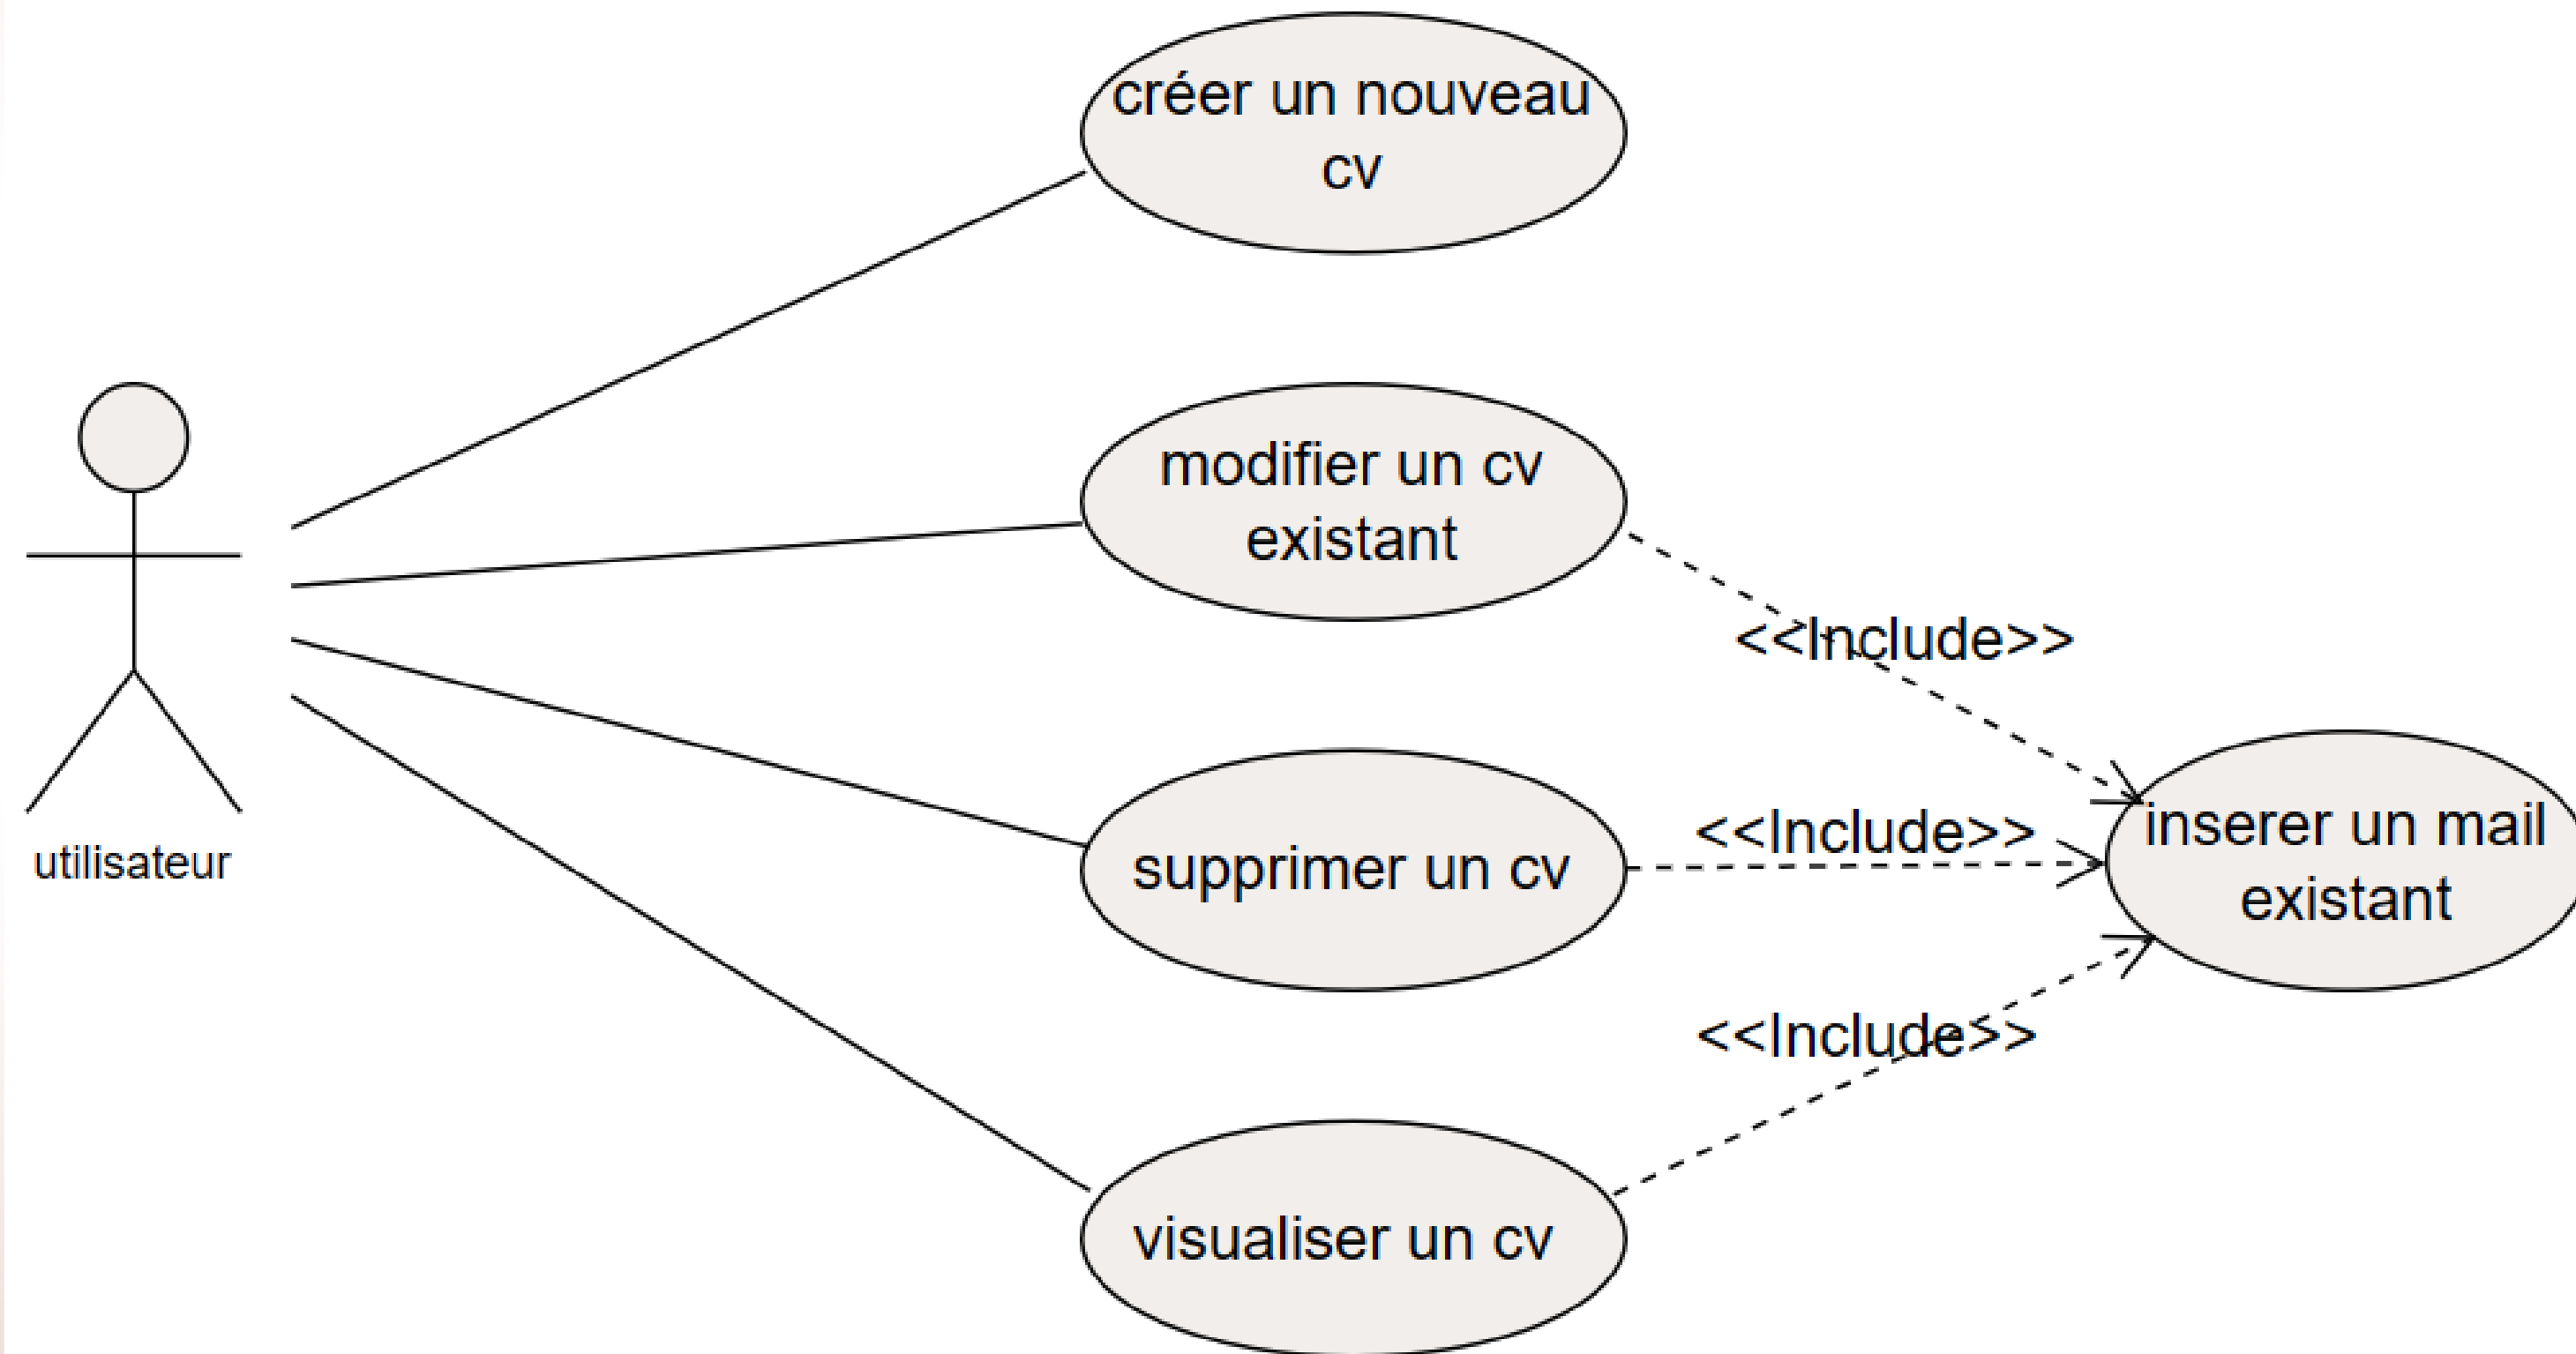 créer un nouveau
cv
modifier un cv
existant
<<Include>>
utilisateur
supprimer un cv
<<Include>>
inserer un mail
existant
<<Include>>
visualiser un cv